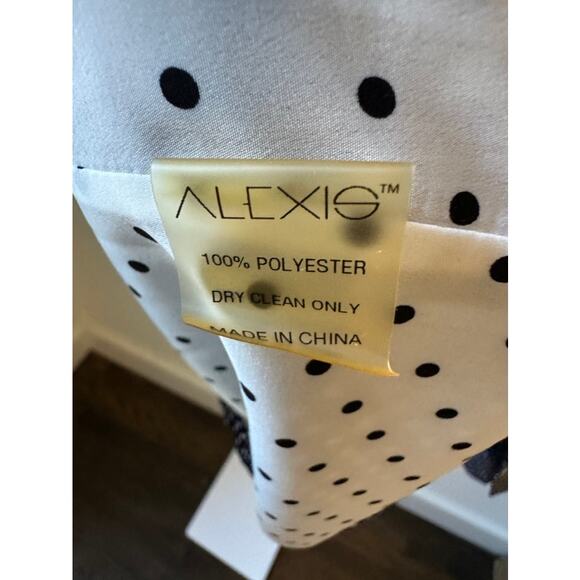 ALEXIS™
100% POLYESTER
DRY CLEAN ONLY
MADE IN CHINA